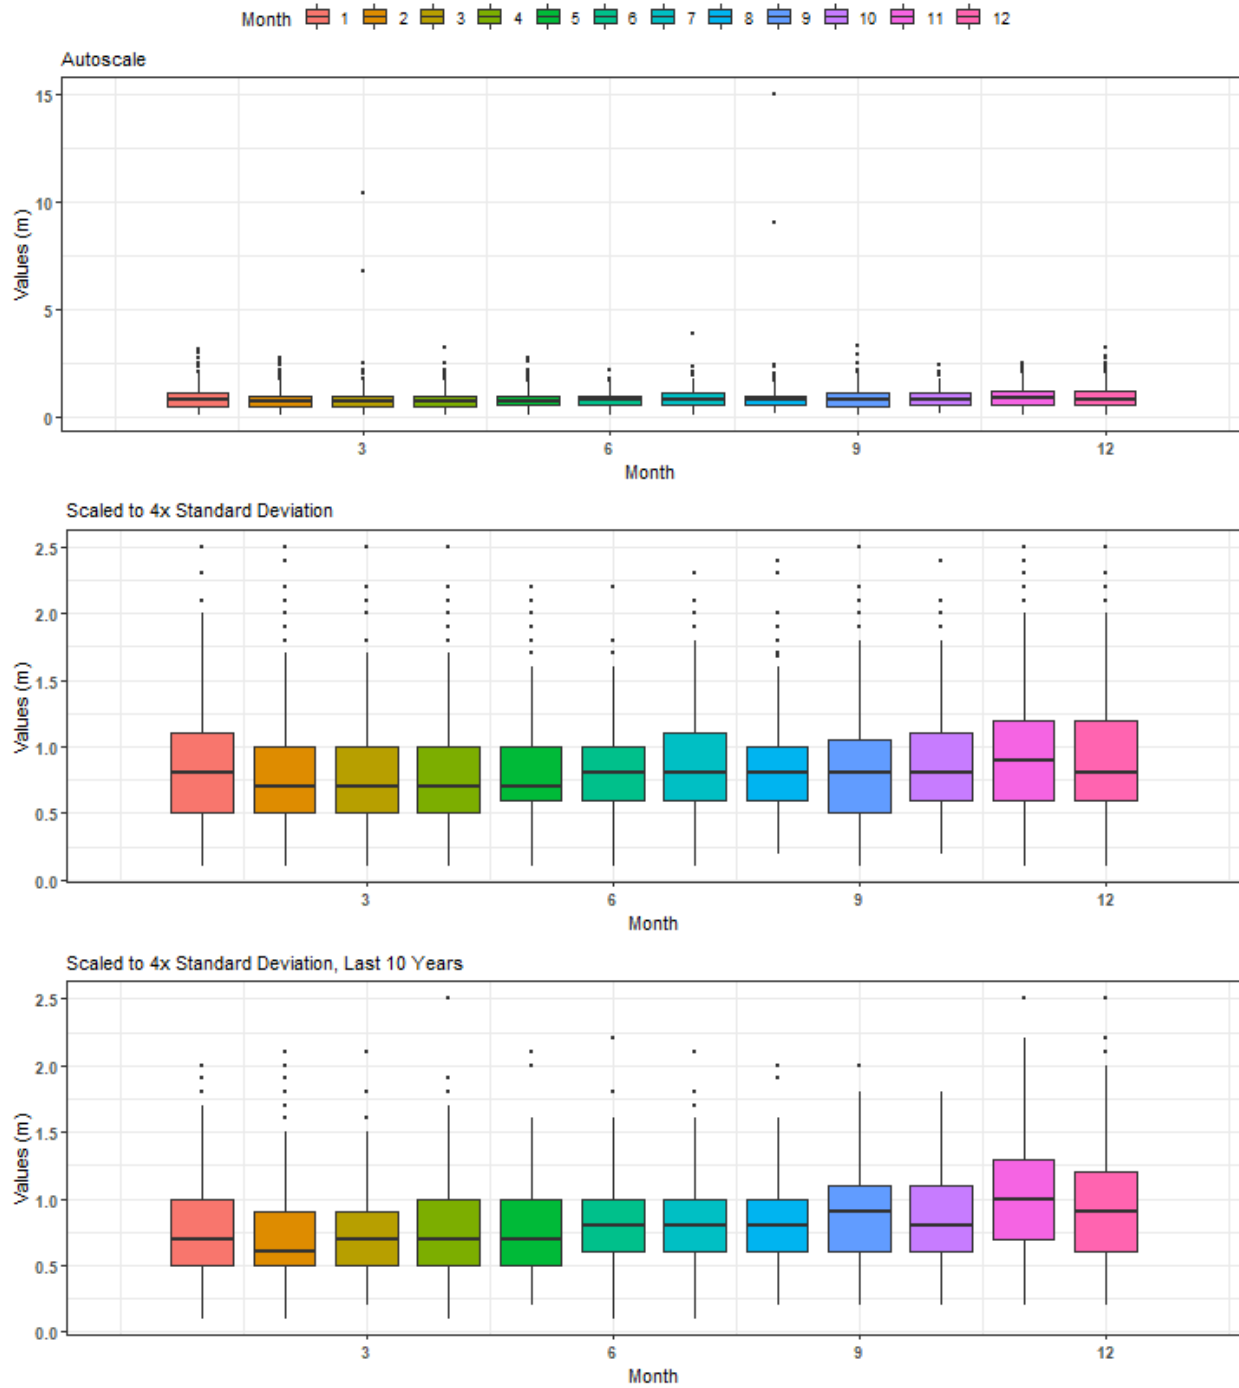 Month 1 2 3 4 5 6 7 8 9 10 11 12
Autoscale
15
10
5
0
Values (m)
3 6 9 12
Month
Scaled to 4x Standard Deviation
2.5
2.0
1.5
1.0
0.5
0.0
Values (m)
3 6 9 12
Month
Scaled to 4x Standard Deviation, Last 10 Years
2.5
2.0
1.5
1.0
0.5
0.0
Values (m)
3 6 9 12
Month